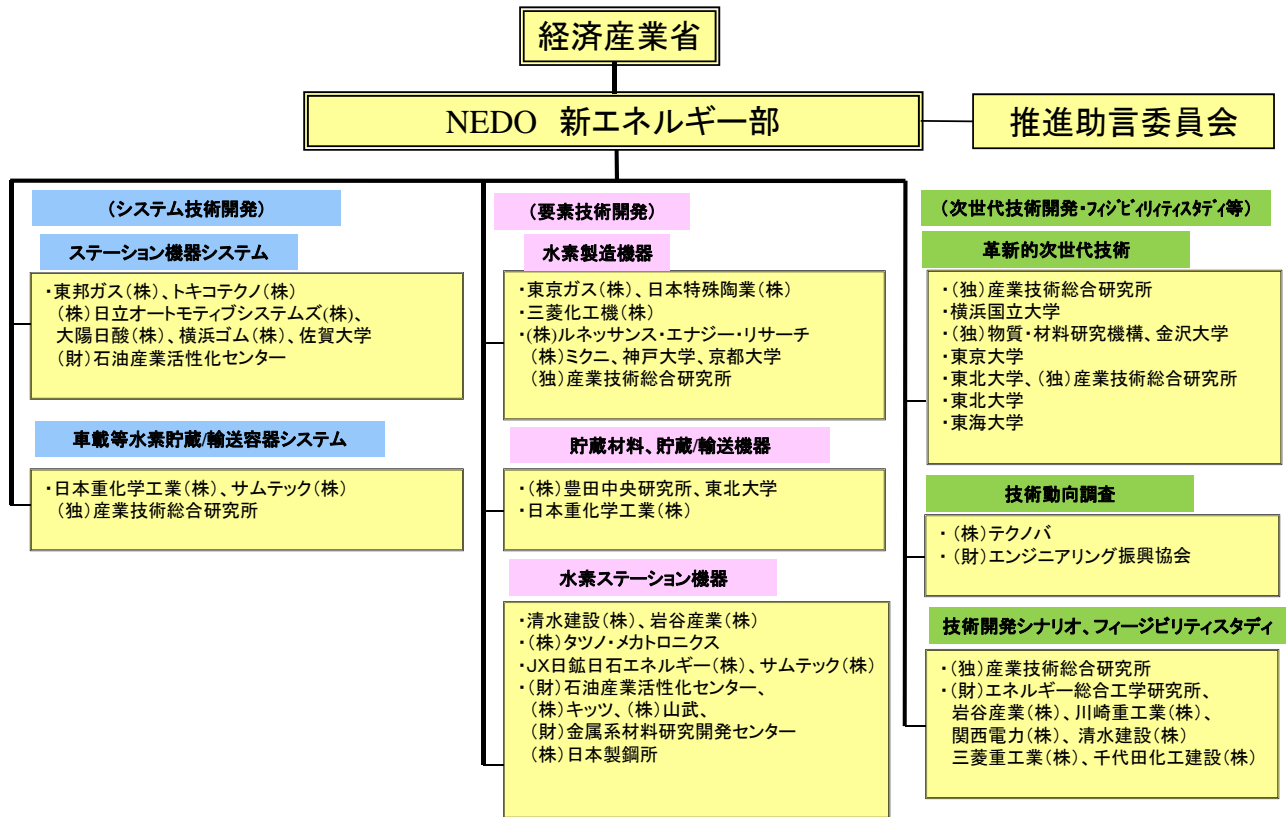 経済産業省
NEDO 新エネルギー部
推進助言委員会
(システム技術開発)
ステーション機器システム
・東邦ガス(株)、トキコテクノ(株)
(株)日立オートモティブシステムズ(株)、
大陽日酸(株)、横浜ゴム(株)、佐賀大学
(財)石油産業活性化センター
車載等水素貯蔵/輸送容器システム
・日本重化学工業(株)、サムテック(株)
(独)産業技術総合研究所
(要素技術開発)
水素製造機器
・東京ガス(株)、日本特殊陶業(株)
・三菱化工機(株)
・(株)ルネッサンス・エナジー・リサーチ
(株)ミクニ、神戸大学、京都大学
(独)産業技術総合研究所
貯蔵材料、貯蔵/輸送機器
・(株)豊田中央研究所、東北大学
・日本重化学工業(株)
水素ステーション機器
・清水建設(株)、岩谷産業(株)
・(株)タツノ・メカトロニクス
・JX日鉱日石エネルギー(株)、サムテック(株)
・(財)石油産業活性化センター、
(株)キッツ、(株)山武、
(財)金属系材料研究開発センター
(株)日本製鋼所
(次世代技術開発・フィジビィリィティスタディ等)
革新的次世代技術
・(独)産業技術総合研究所
・横浜国立大学
・(独)物質・材料研究機構、金沢大学
・東京大学
・東北大学、(独)産業技術総合研究所
・東北大学
・東海大学
技術動向調査
・(株)テクノバ
・(財)エンジニアリング振興協会
技術開発シナリオ、フィージビリティスタディ
・(独)産業技術総合研究所
・(財)エネルギー総合工学研究所、
岩谷産業(株)、川崎重工業(株)、
関西電力(株)、清水建設(株)
三菱重工業(株)、千代田化工建設(株)